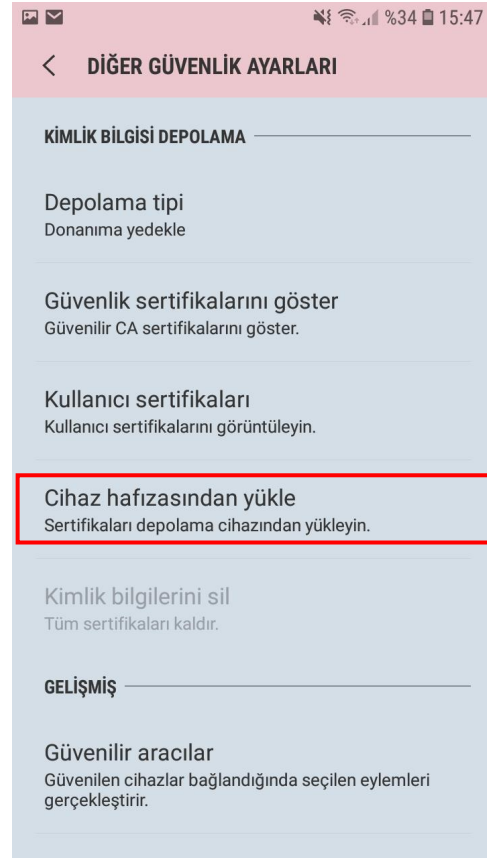 %34 15:47
DİĞER GÜVENLİK AYARLARI
KİMLİK BİLGİSİ DEPOLAMA
Depolama tipi
Donanıma yedekle
Güvenlik sertifikalarını göster
Güvenilir CA sertifikalarını göster.
Kullanıcı sertifikaları
Kullanıcı sertifikalarını görüntüleyin.
Cihaz hafızasından yükle
Sertifikaları depolama cihazından yükleyin.
Kimlik bilgilerini sil
Tüm sertifikaları kaldır.
GELİŞMİŞ
Güvenilir aracılar
Güvenilen cihazlar bağlandığında seçilen eylemleri
gerçekleştirir.